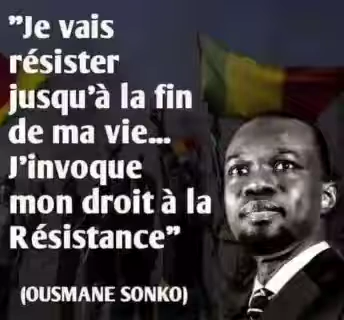 "Je vais
résister
jusqu'à la fin
de ma vie...
J'invoque
mon droit à la
Résistance"
(OUSMANE SONKO)